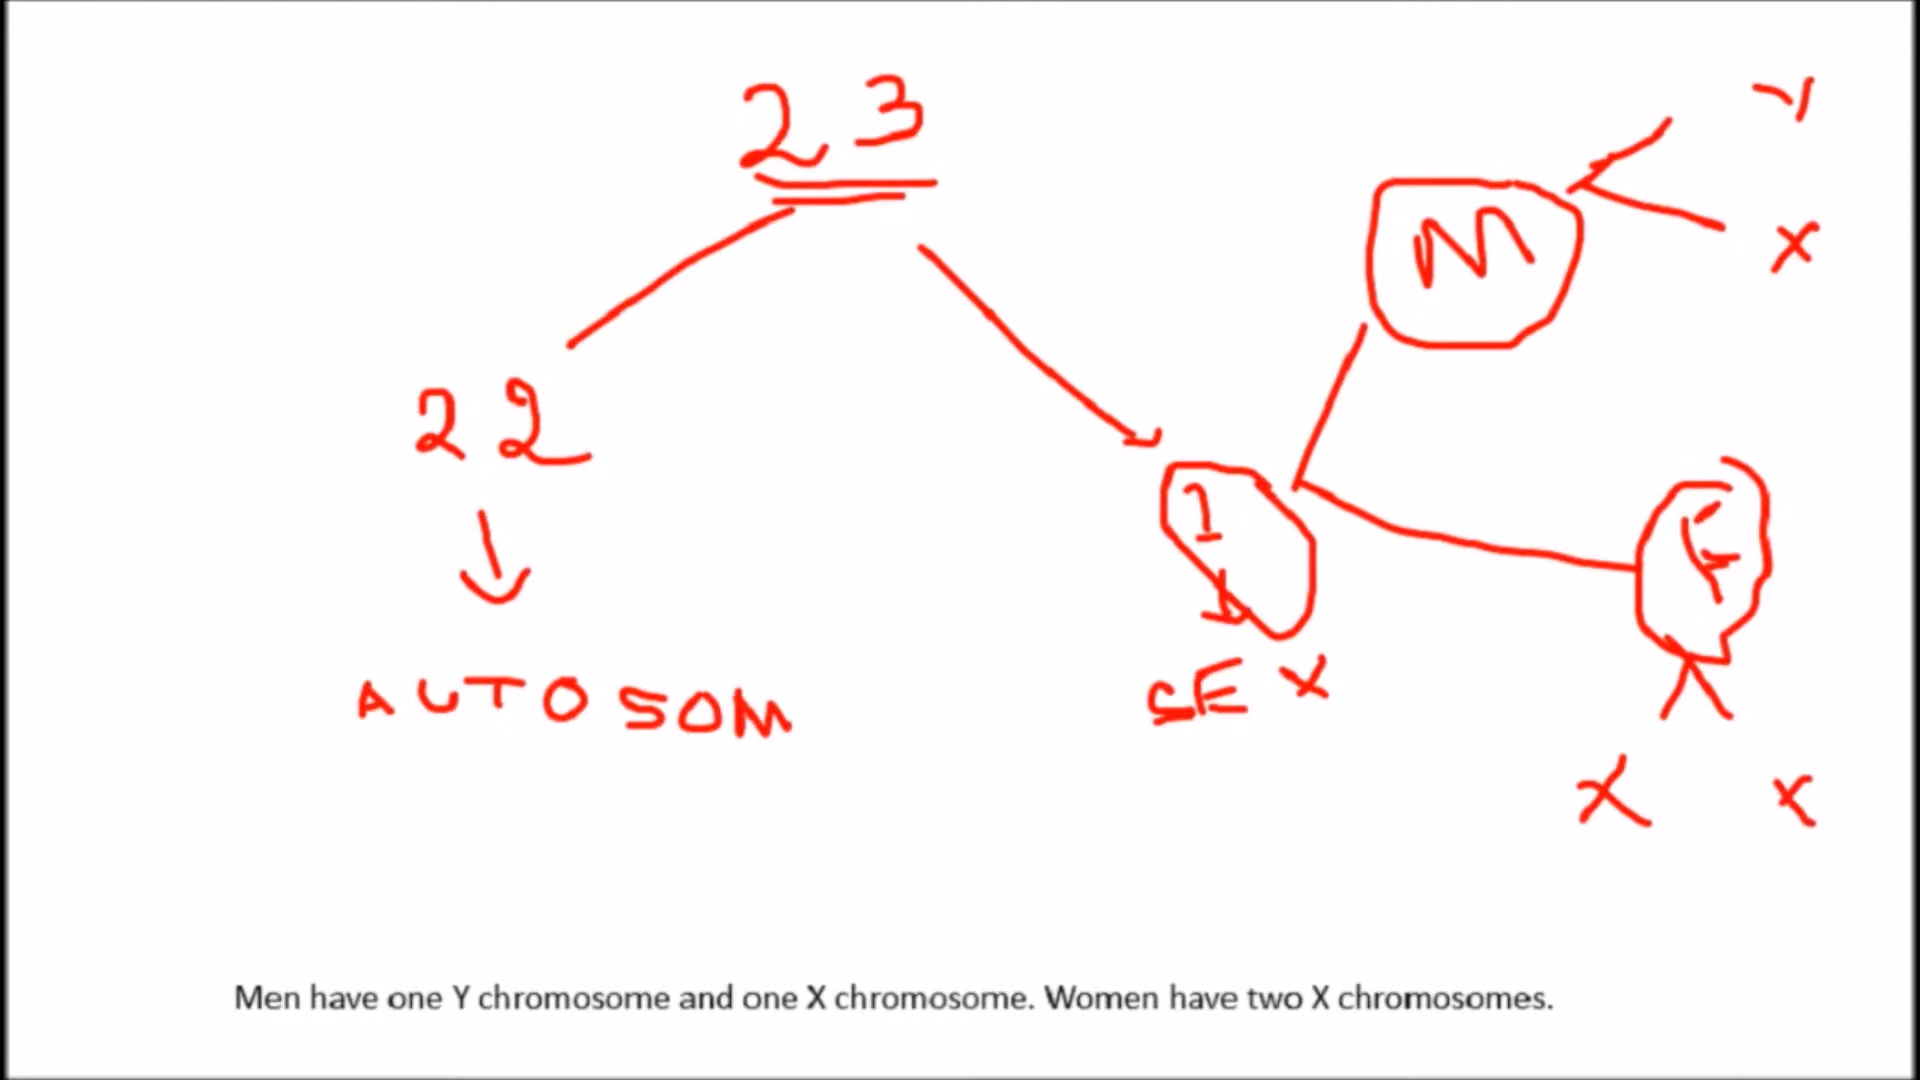 23
Y
X
M
22
1
F
AUTOSOM
SEX
X X
Men have one Y chromosome and one X chromosome. Women have two X chromosomes.